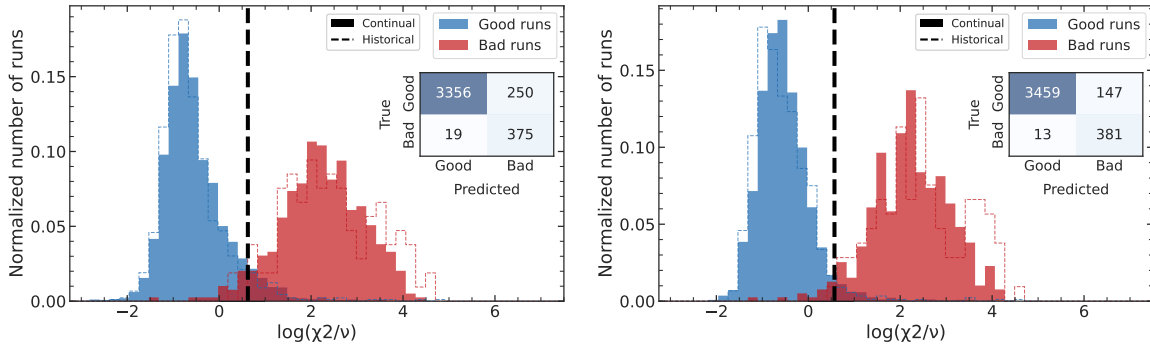 Normalized number of runs
0.15
0.10
0.05
0.00
−2
0
2
4
6
log(χ2/ν)
Continual
Historical
Good runs
Bad runs
True
Good
Bad
3356
250
19
375
Good
Bad
Predicted
Normalized number of runs
0.15
0.10
0.05
0.00
−2
0
2
4
6
log(χ2/ν)
Continual
Historical
Good runs
Bad runs
True
Good
Bad
3459
147
13
381
Good
Bad
Predicted